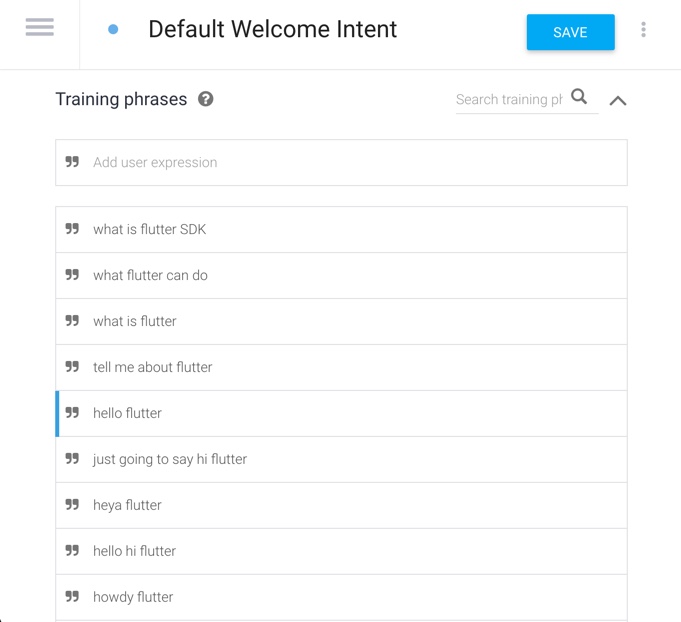 Default Welcome Intent
SAVE
Training phrases
Search training ph
Add user expression
what is flutter SDK
what flutter can do
what is flutter
tell me about flutter
hello flutter
just going to say hi flutter
heya flutter
hello hi flutter
howdy flutter